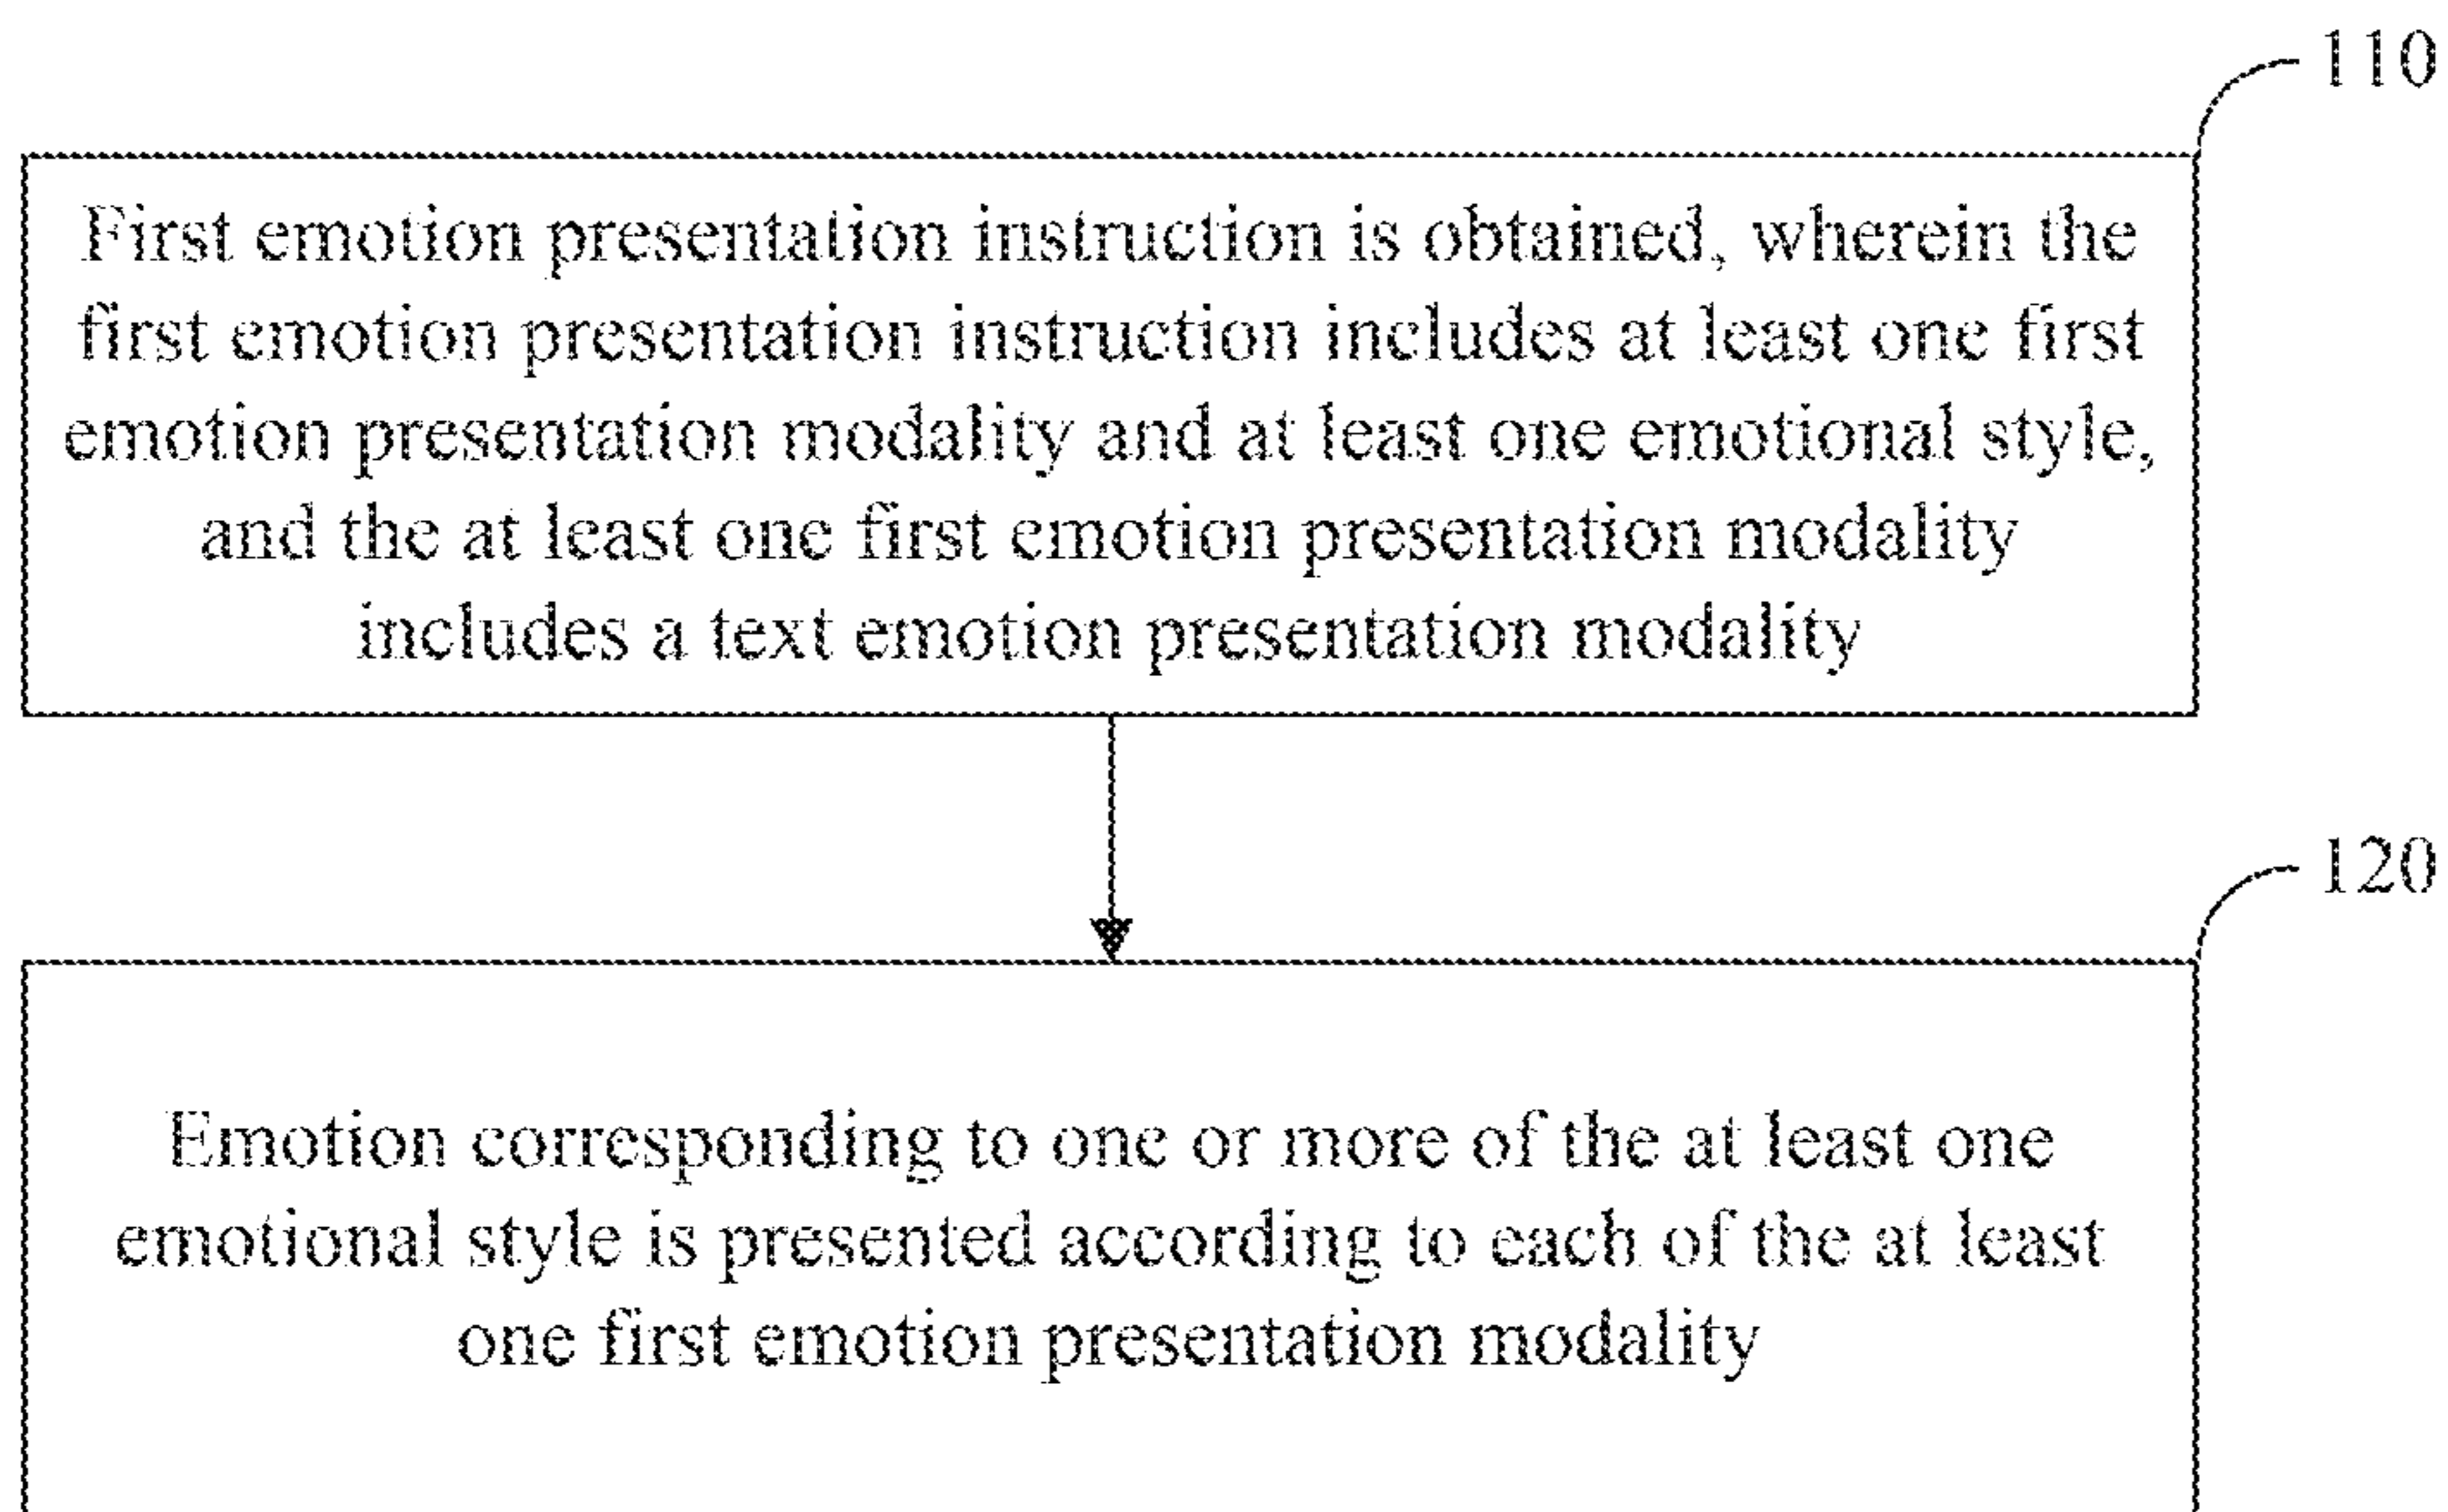 110
First emotion presentation instruction is obtained, wherein the
first emotion presentation instruction includes at least one first
emotion presentation modality and at least one emotional style,
and the at least one first emotion presentation modality
includes a text emotion presentation modality
120
Emotion corresponding to one or more of the at least one
emotional style is presented according to each of the at least
one first emotion presentation modality